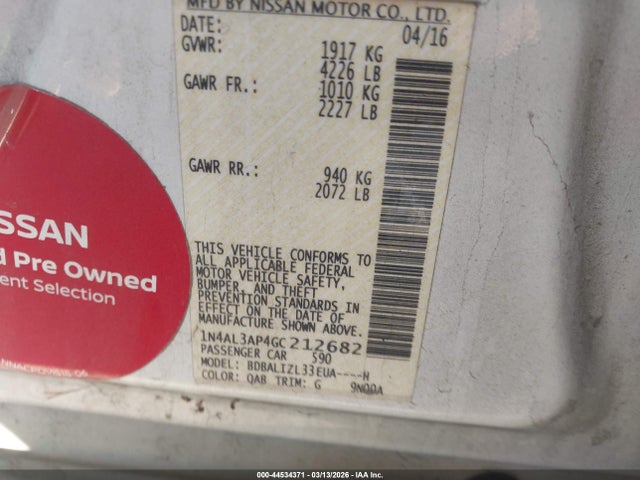 MFD BY NISSAN MOTOR CO., LTD.
DATE: 04/16
GVWR: 1917 KG
4226 LB
GAWR FR.: 1010 KG
2227 LB
GAWR RR.: 940 KG
2072 LB
THIS VEHICLE CONFORMS TO
ALL APPLICABLE FEDERAL
MOTOR VEHICLE SAFETY,
BUMPER, AND THEFT
PREVENTION STANDARDS IN
EFFECT ON THE DATE OF
MANUFACTURE SHOWN ABOVE.
1N4AL3AP4GC212682
PASSENGER CAR 590
MODEL: BDBALIZL33EUA----H
COLOR: QAB TRIM: G 9N00A
ISSAN
d Pre Owned
ent Selection
000-44534371 - 03/13/2026 - IAA Inc.